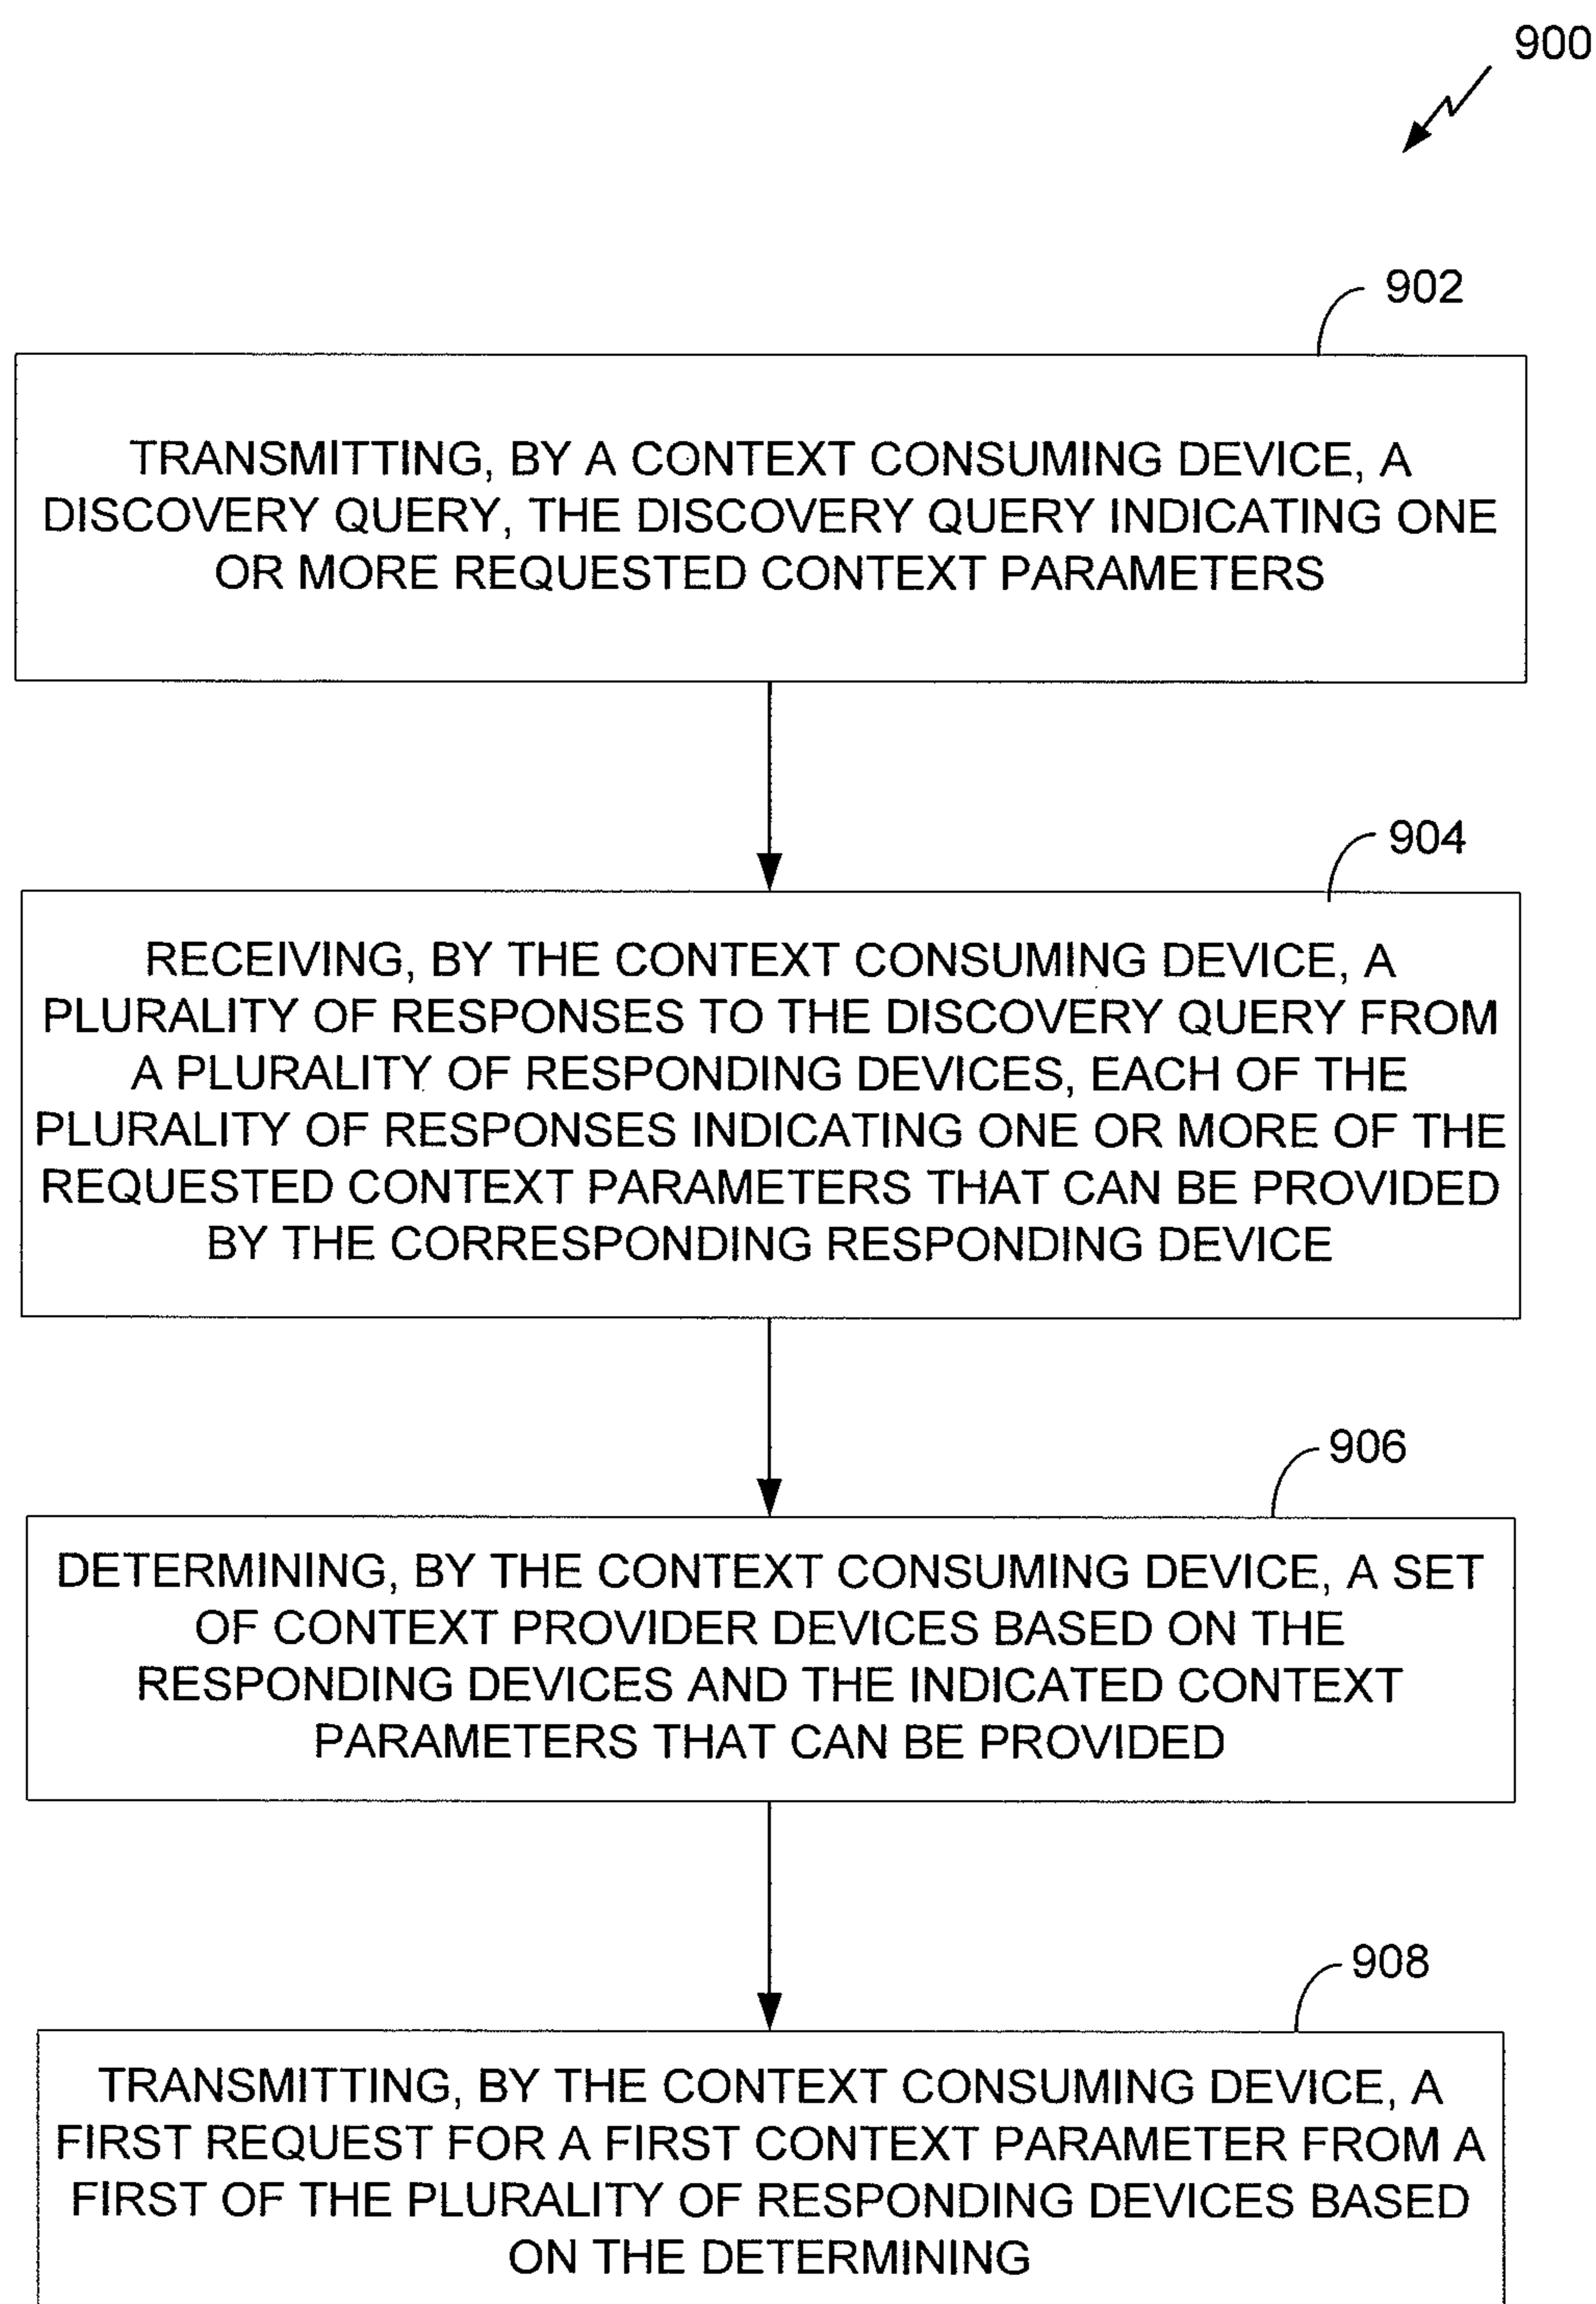 900
902
TRANSMITTING, BY A CONTEXT CONSUMING DEVICE, A
DISCOVERY QUERY, THE DISCOVERY QUERY INDICATING ONE
OR MORE REQUESTED CONTEXT PARAMETERS
904
RECEIVING, BY THE CONTEXT CONSUMING DEVICE, A
PLURALITY OF RESPONSES TO THE DISCOVERY QUERY FROM
A PLURALITY OF RESPONDING DEVICES, EACH OF THE
PLURALITY OF RESPONSES INDICATING ONE OR MORE OF THE
REQUESTED CONTEXT PARAMETERS THAT CAN BE PROVIDED
BY THE CORRESPONDING RESPONDING DEVICE
906
DETERMINING, BY THE CONTEXT CONSUMING DEVICE, A SET
OF CONTEXT PROVIDER DEVICES BASED ON THE
RESPONDING DEVICES AND THE INDICATED CONTEXT
PARAMETERS THAT CAN BE PROVIDED
908
TRANSMITTING, BY THE CONTEXT CONSUMING DEVICE, A
FIRST REQUEST FOR A FIRST CONTEXT PARAMETER FROM A
FIRST OF THE PLURALITY OF RESPONDING DEVICES BASED
ON THE DETERMINING